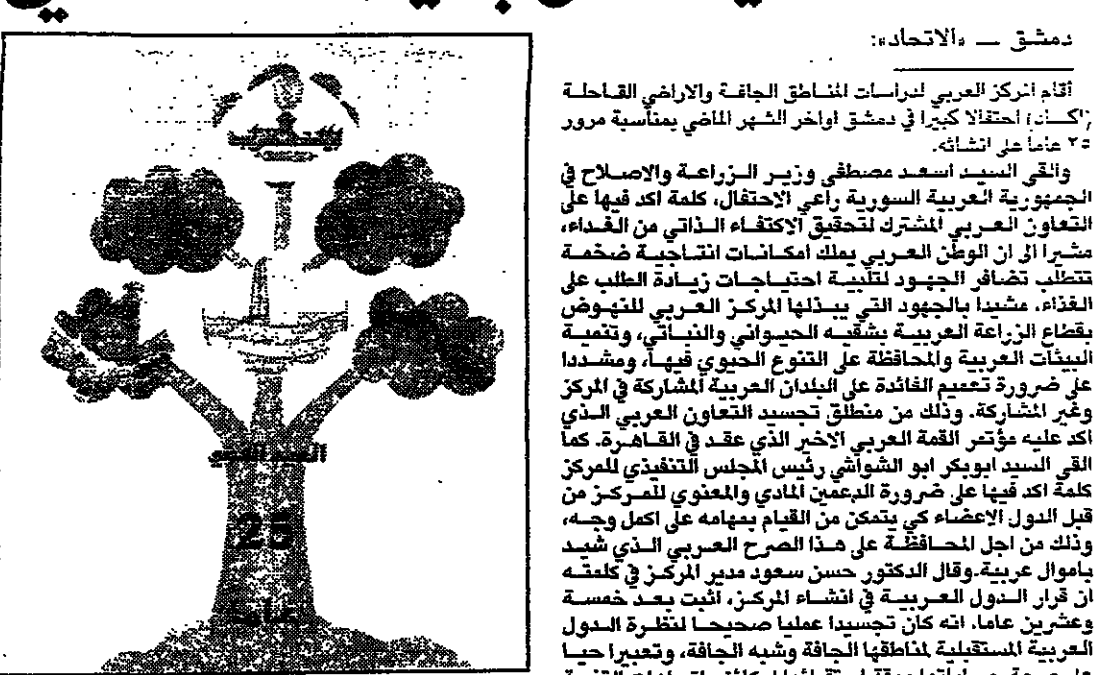 دمشق — «الاتحاد»:
أقام المركز العربي لدراسات المناطق الجافة والاراضي القاحلة
(اكساد) احتفالا كبيرا في دمشق اواخر الشهر الماضي بمناسبة مرور
٢٥ عاما على انشائه.
والقى السيد اسعد مصطفى وزير الزراعة والاصلاح في
الجمهورية العربية السورية راعي الاحتفال، كلمة اكد فيها على
التعاون العربي المشترك لتحقيق الاكتفاء الذاتي من الغذاء،
مشيرا الى ان الوطن العربي يملك امكانات انتاجية ضخمة
تتطلب تضافر الجهود لتلبية احتياجات زيادة الطلب على
الغذاء، مشيدا بالجهود التي يبذلها المركز العربي للنهوض
بقطاع الزراعة العربية بشقيه الحيواني والنباتي، وتنمية
البيئات العربية والمحافظة على التنوع الحيوي فيها، ومشددا
على ضرورة تعميم الفائدة على البلدان العربية المشاركة في المركز
وغير المشاركة. وذلك من منطلق تجسيد التعاون العربي الذي
اكد عليه مؤتمر القمة العربي الاخير الذي عقد في القاهرة. كما
القى السيد ابوبكر ابو الشواشي رئيس المجلس التنفيذي للمركز
كلمة اكد فيها على ضرورة الدعمين المادي والمعنوي للمركز من
قبل الدول الاعضاء كي يتمكن من القيام بمهامه على اكمل وجه،
وذلك من اجل المحافظة على هذا الصرح العربي الذي شيد
باموال عربية.وقال الدكتور حسن سعود مدير المركز في كلمته
ان قرار الدول العربية في انشاء المركز، اثبت بعد خمسة
وعشرين عاما، انه كان تجسيدا عمليا صحيحا لنظرة الدول
العربية المستقبلية لمناطقها الجافة وشبه الجافة، وتعبيرا حيا
25
عاما